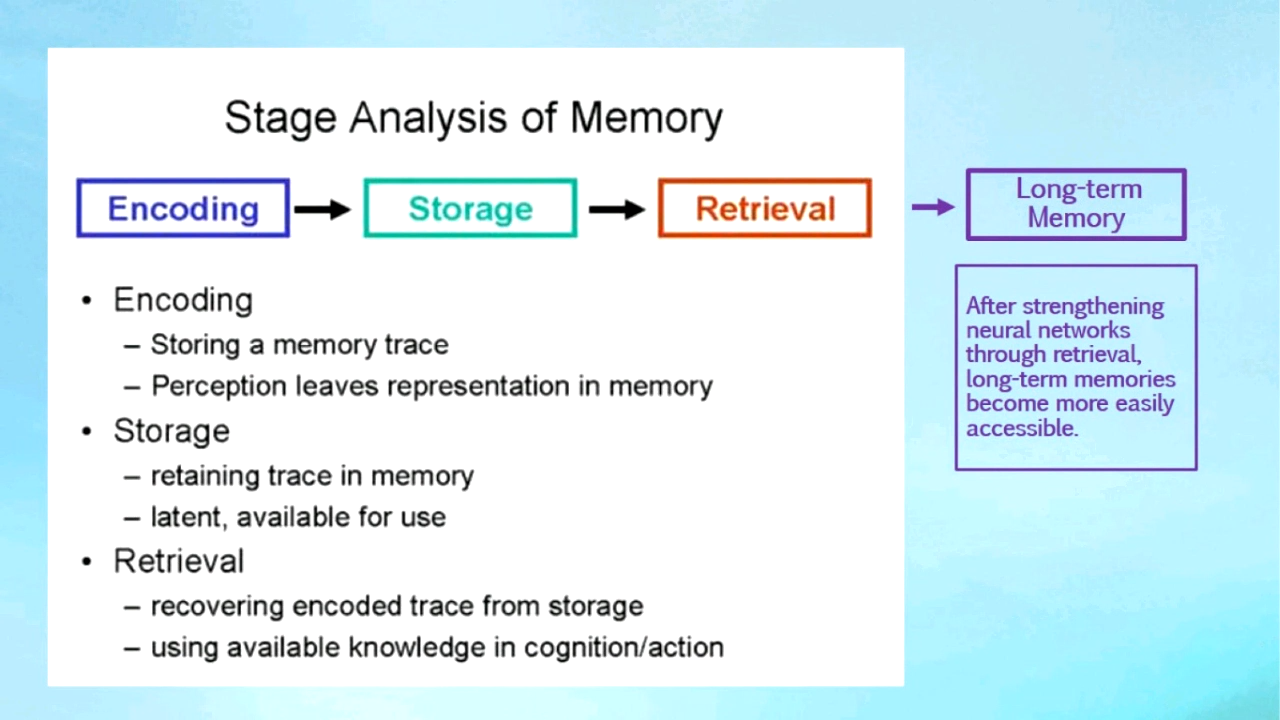 Stage Analysis of Memory
Encoding
Storage
Retrieval
Long-term
Memory
• Encoding
– Storing a memory trace
– Perception leaves representation in memory
• Storage
– retaining trace in memory
– latent, available for use
• Retrieval
– recovering encoded trace from storage
– using available knowledge in cognition/action
After strengthening
neural networks
through retrieval,
long-term memories
become more easily
accessible.